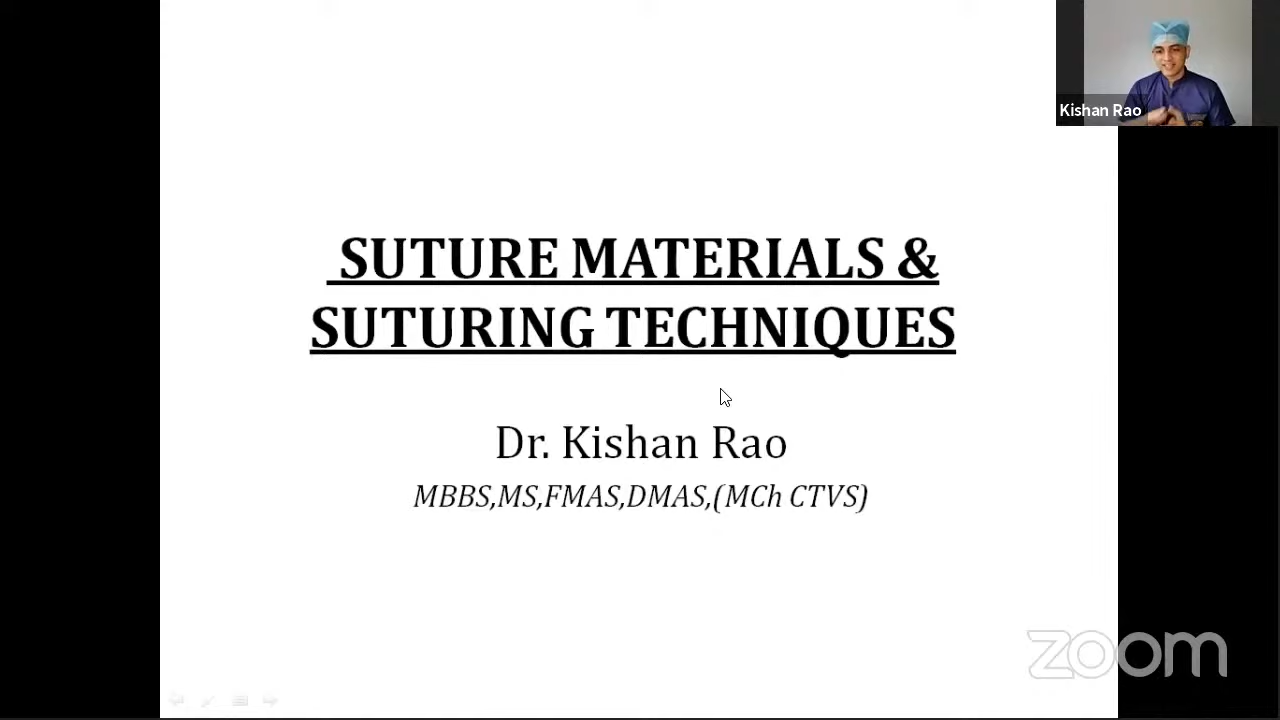 Kishan Rao
SUTURE MATERIALS &
SUTURING TECHNIQUES
Dr. Kishan Rao
MBBS,MS,FMAS,DMAS,(MCh CTVS)
zoom